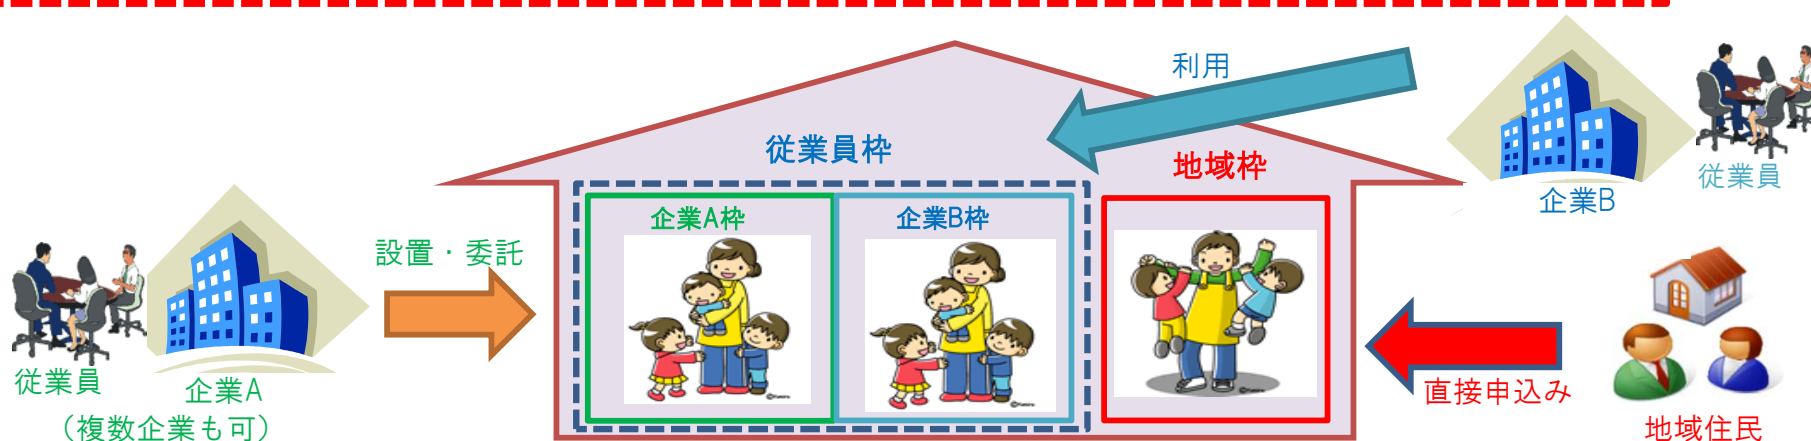 利用
従業員枠
地域枠
従業員
企業B
企業A枠
企業B枠
設置・委託
従業員
企業A
(複数企業も可)
直接申込み
地域住民